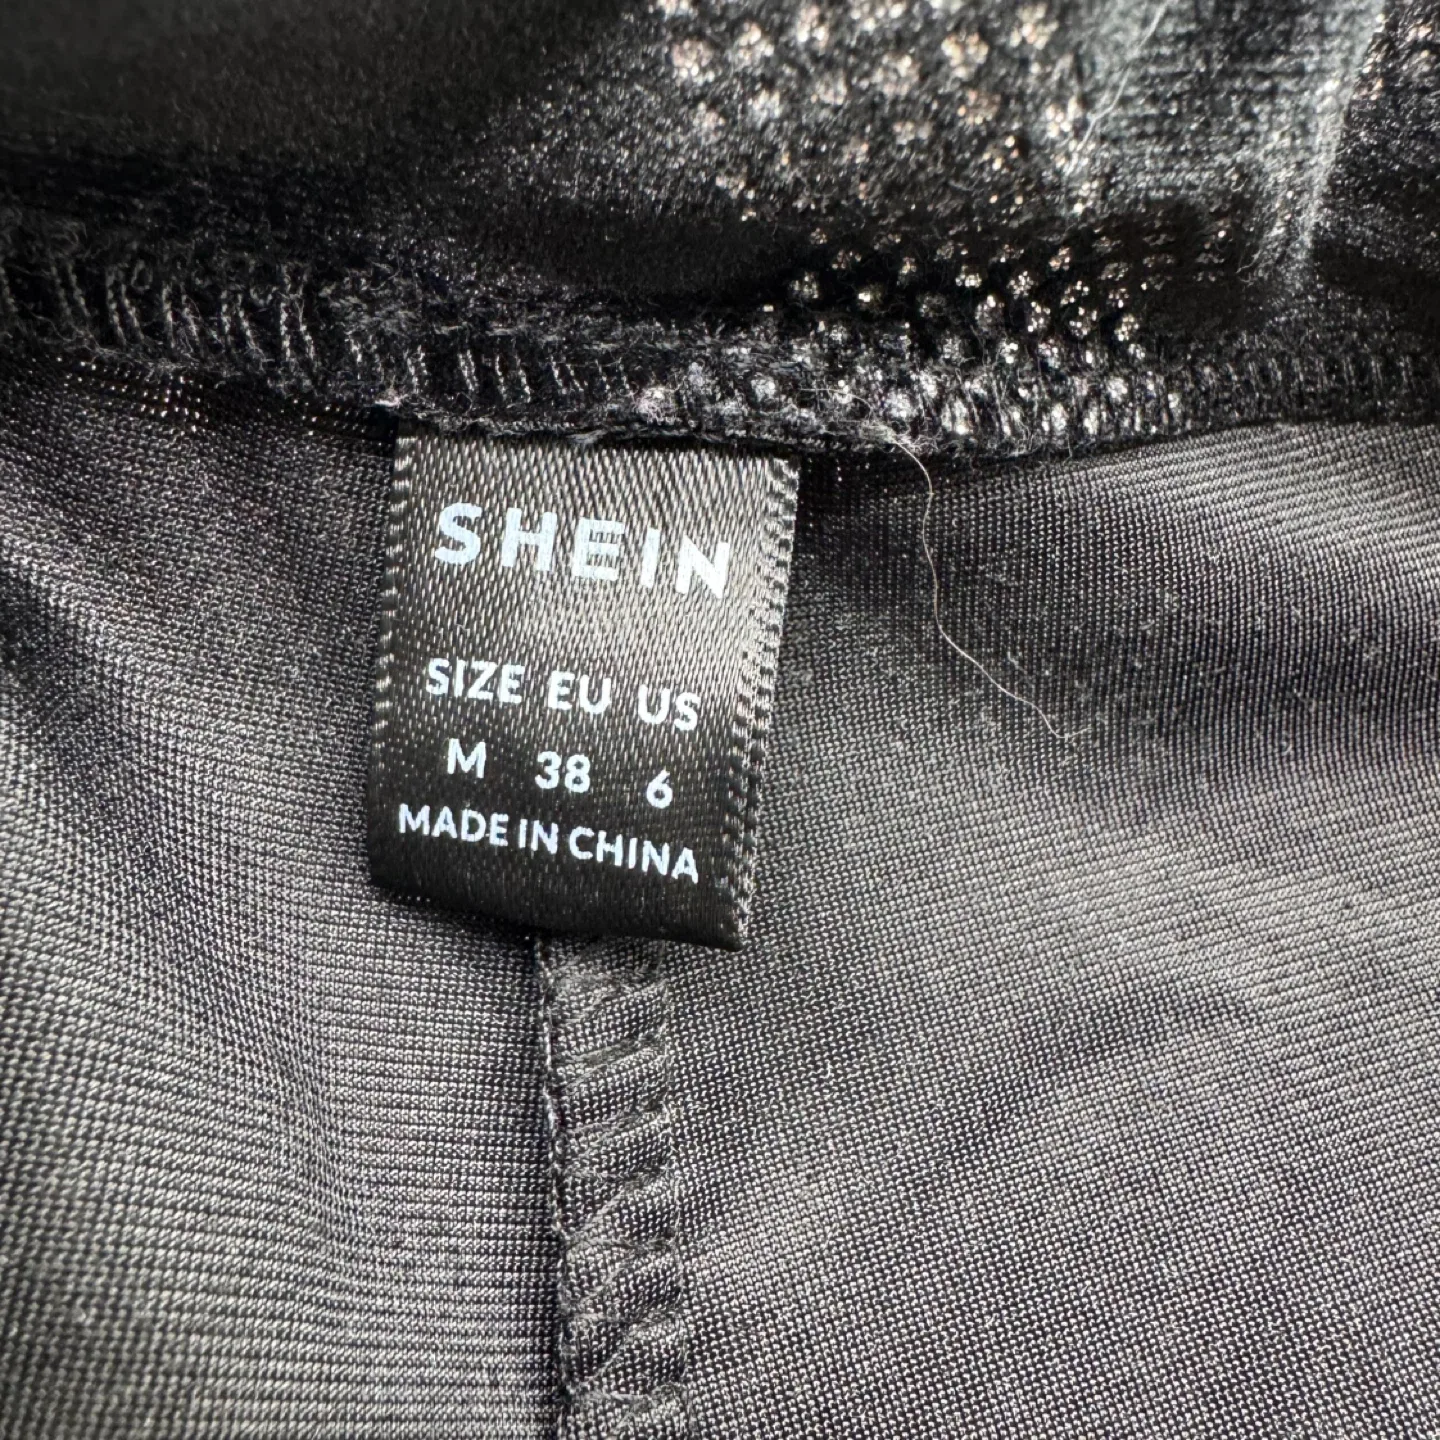 SHEIN
SIZE EU US
M 38 6
MADE IN CHINA